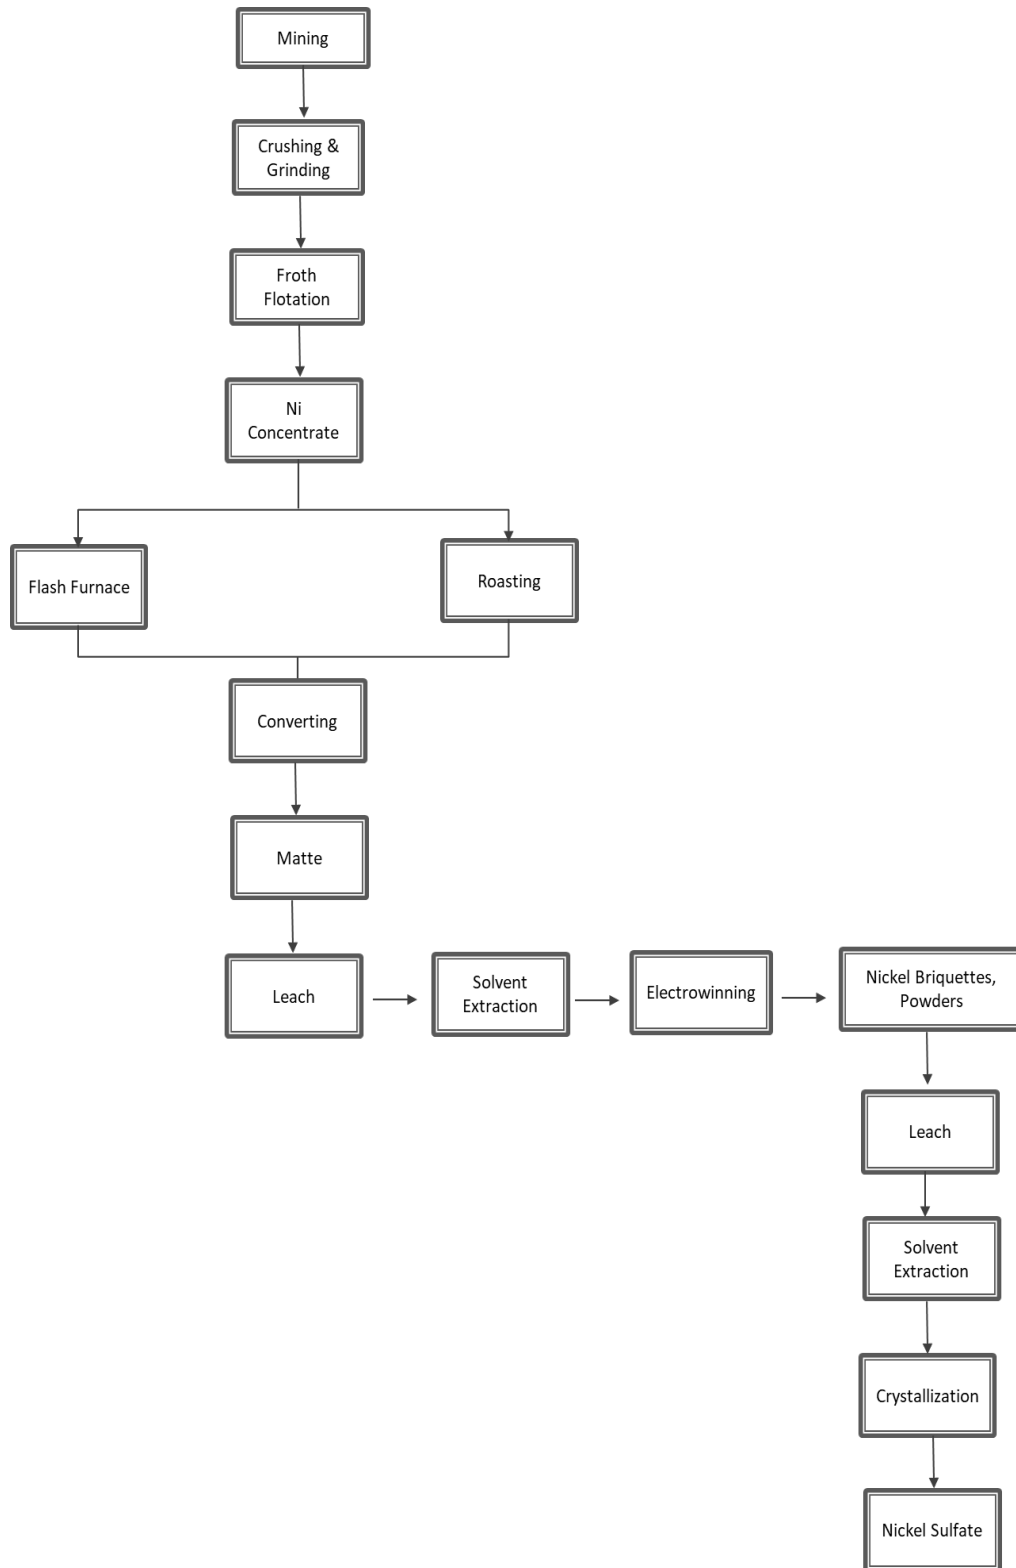 Mining
Crushing &
Grinding
Froth
Flotation
Ni
Concentrate
Flash Furnace
Roasting
Converting
Matte
Leach
Solvent
Extraction
Electrowinning
Nickel Briquettes,
Powders
Leach
Solvent
Extraction
Crystallization
Nickel Sulfate